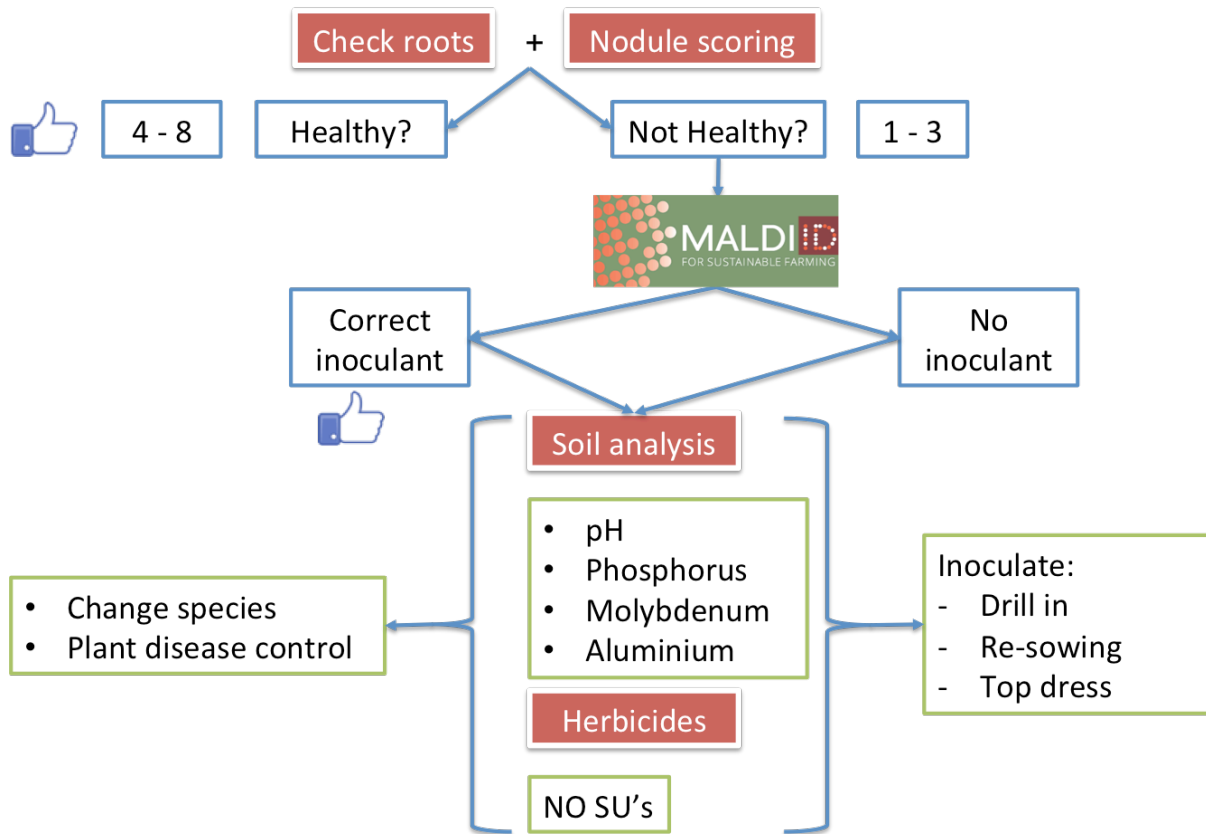 Check roots + Nodule scoring
4 - 8 Healthy? Not Healthy? 1 - 3
MALDI ID
FOR SUSTAINABLE FARMING
Correct
inoculant
No
inoculant
Soil analysis
• pH
• Phosphorus
• Molybdenum
• Aluminium
Herbicides
NO SU's
• Change species
• Plant disease control
Inoculate:
- Drill in
- Re-sowing
- Top dress